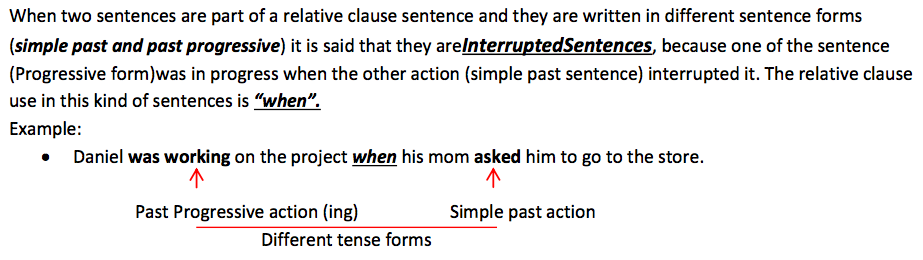 When two sentences are part of a relative clause sentence and they are written in different sentence forms
(simple past and past progressive) it is said that they areInterruptedSentences, because one of the sentence
(Progressive form)was in progress when the other action (simple past sentence) interrupted it. The relative clause
use in this kind of sentences is “when”.
Example:
• Daniel was working on the project when his mom asked him to go to the store.
Past Progressive action (ing) Simple past action
Different tense forms